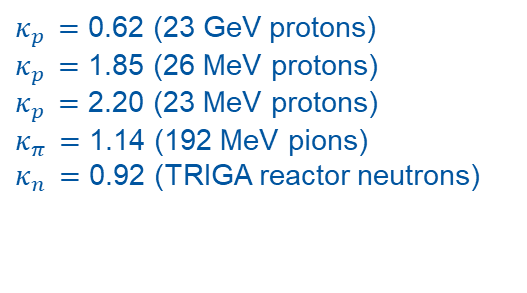 κₚ = 0.62 (23 GeV protons)
κₚ = 1.85 (26 MeV protons)
κₚ = 2.20 (23 MeV protons)
κ_π = 1.14 (192 MeV pions)
κₙ = 0.92 (TRIGA reactor neutrons)